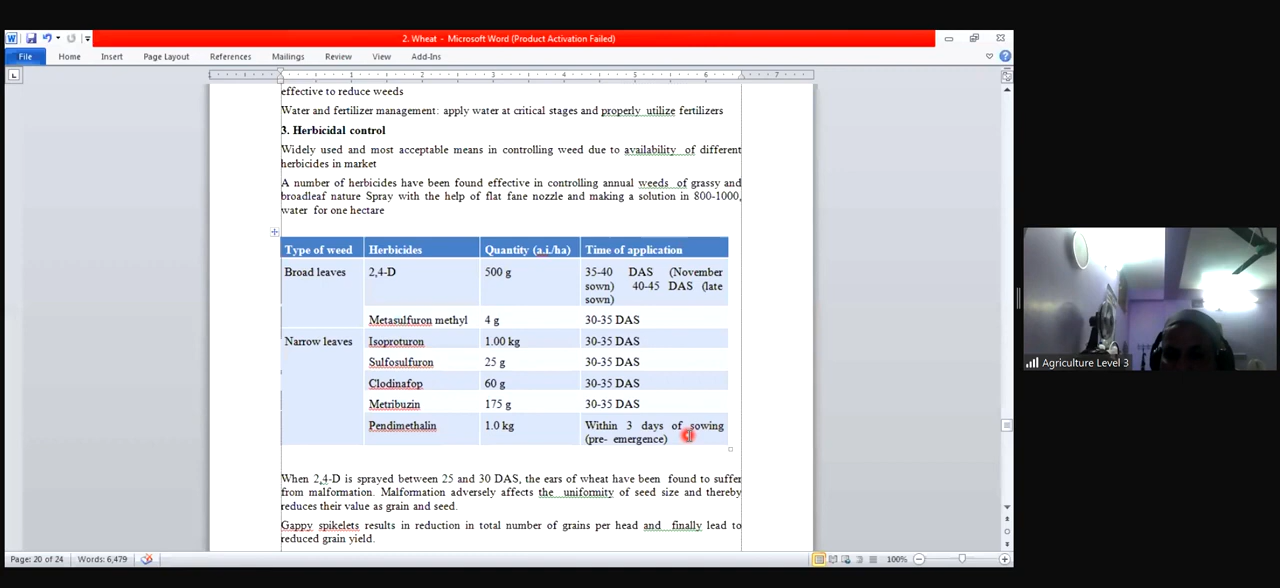 2. Wheat - Microsoft Word (Product Activation Failed)
File Home Insert Page Layout References Mailings Review View Add-Ins
1 1 2 3 4 5 6 7
effective to reduce weeds
Water and fertilizer management: apply water at critical stages and properly utilize fertilizers
3. Herbicidal control
Widely used and most acceptable means in controlling weed due to availability of different
herbicides in market
A number of herbicides have been found effective in controlling annual weeds of grassy and
broadleaf nature Spray with the help of flat fane nozzle and making a solution in 800-1000,
water for one hectare
Type of weed Herbicides Quantity (a.i./ha) Time of application
Broad leaves 2,4-D 500 g 35-40 DAS (November
sown) 40-45 DAS (late
sown)
Metasulfuron methyl 4 g 30-35 DAS
Narrow leaves Isoproturon 1.00 kg 30-35 DAS
Sulfosulfuron 25 g 30-35 DAS
Clodinafop 60 g 30-35 DAS
Metribuzin 175 g 30-35 DAS
Pendimethalin 1.0 kg Within 3 days of sowing
(pre- emergence)
When 2,4-D is sprayed between 25 and 30 DAS, the ears of wheat have been found to suffer
from malformation. Malformation adversely affects the uniformity of seed size and thereby
reduces their value as grain and seed.
Gappy spikelets results in reduction in total number of grains per head and finally lead to
reduced grain yield.
Page: 20 of 24 Words: 6,479 100%
Agriculture Level 3